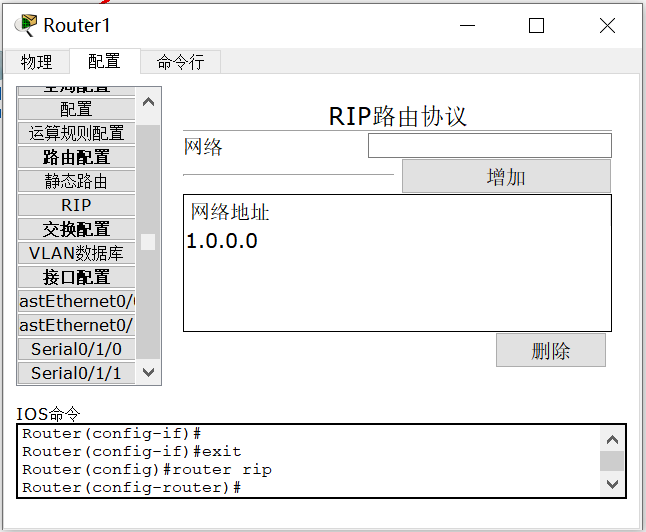 Router1
物理
配置
命令行
全局配置
配置
运算规则配置
路由配置
静态路由
RIP
交换配置
VLAN数据库
接口配置
astEthernet0/
astEthernet0/
Serial0/1/0
Serial0/1/1
RIP路由协议
网络
增加
网络地址
1.0.0.0
删除
IOS命令
Router(config-if)#
Router(config-if)#exit
Router(config)#router rip
Router(config-router)#